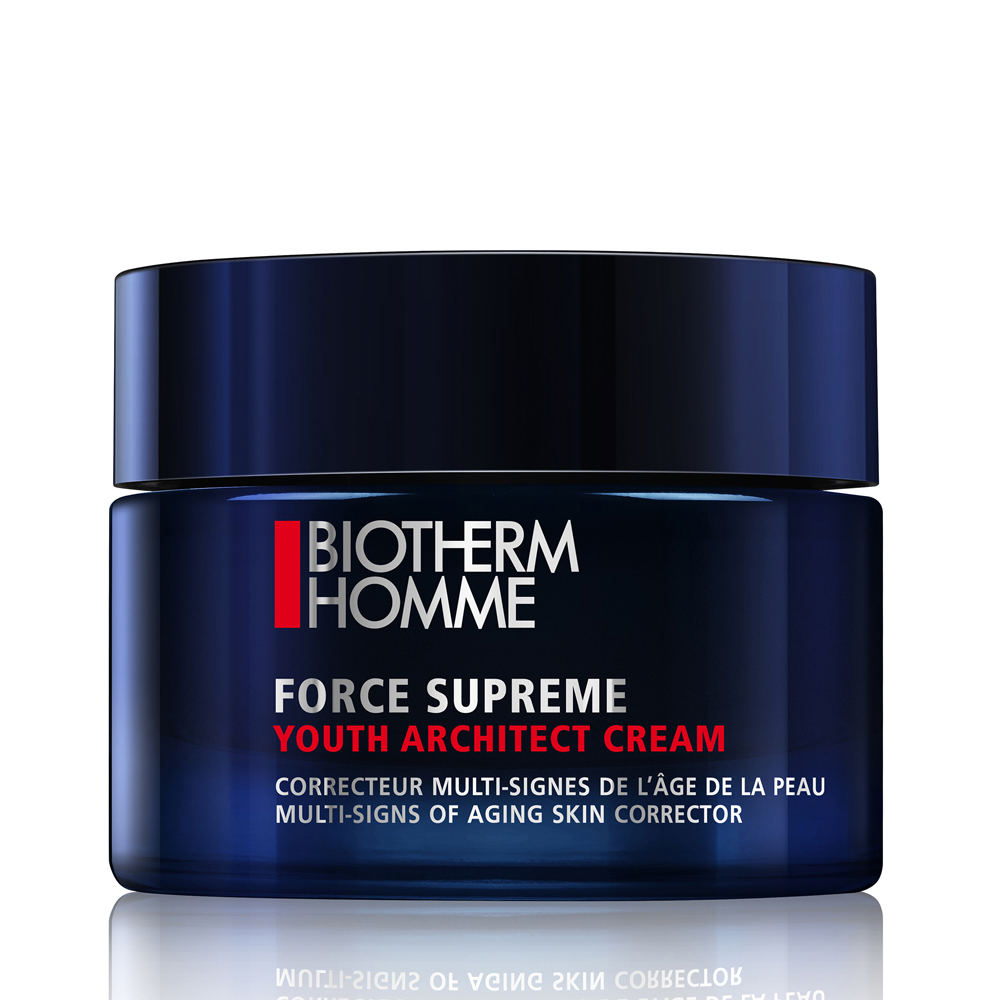 BIOTHERM
HOMME
FORCE SUPREME
YOUTH ARCHITECT CREAM
CORRECTEUR MULTI-SIGNES DE L'ÂGE DE LA PEAU
MULTI-SIGNS OF AGING SKIN CORRECTOR